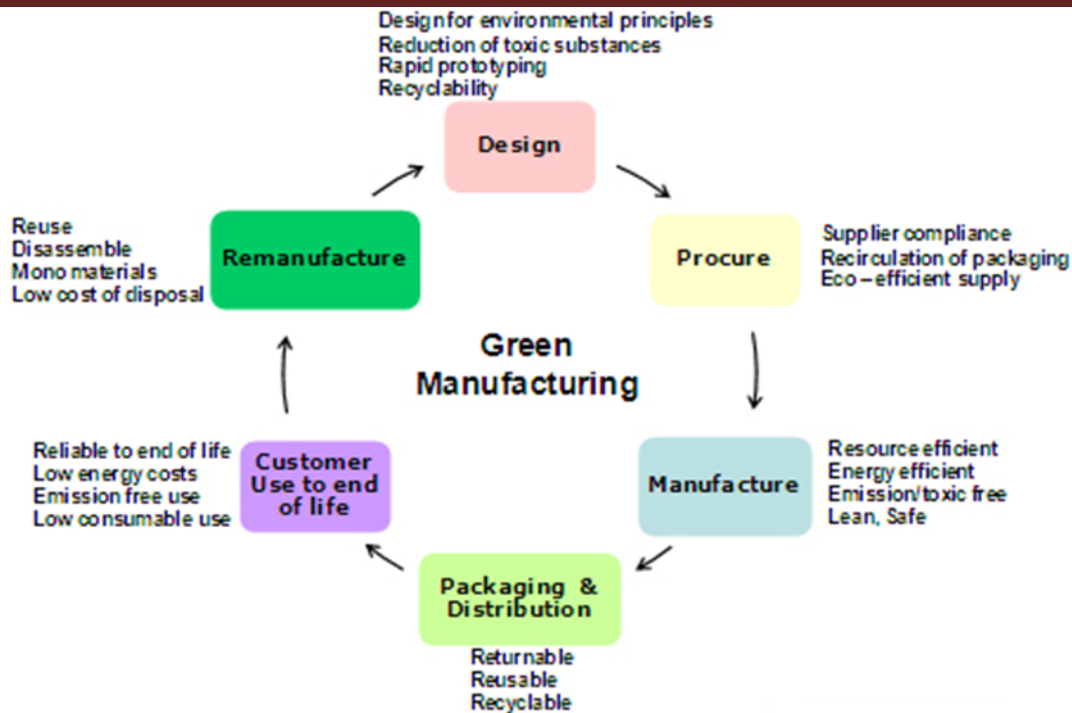 Design for environmental principles
Reduction of toxic substances
Rapid prototyping
Recyclability
Design
Procure
Supplier compliance
Recirculation of packaging
Eco – efficient supply
Manufacture
Resource efficient
Energy efficient
Emission/toxic free
Lean, Safe
Packaging &
Distribution
Returnable
Reusable
Recyclable
Customer
Use to end
of life
Reliable to end of life
Low energy costs
Emission free use
Low consumable use
Remanufacture
Reuse
Disassemble
Mono materials
Low cost of disposal
Green
Manufacturing